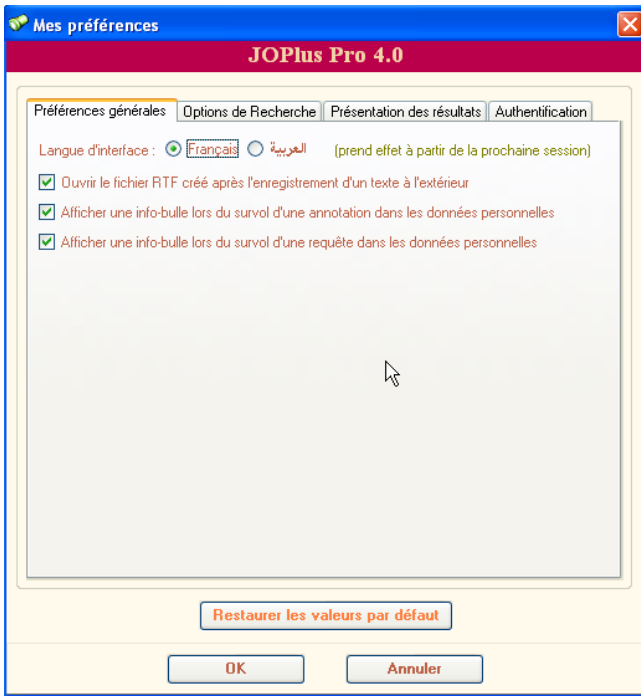 Mes préférences
JOPlus Pro 4.0
Préférences générales Options de Recherche Présentation des résultats Authentification
Langue d'interface : Français العربية (prend effet à partir de la prochaine session)
Ouvrir le fichier RTF créé après l'enregistrement d'un texte à l'extérieur
Afficher une info-bulle lors du survol d'une annotation dans les données personnelles
Afficher une info-bulle lors du survol d'une requête dans les données personnelles
Restaurer les valeurs par défaut
OK Annuler